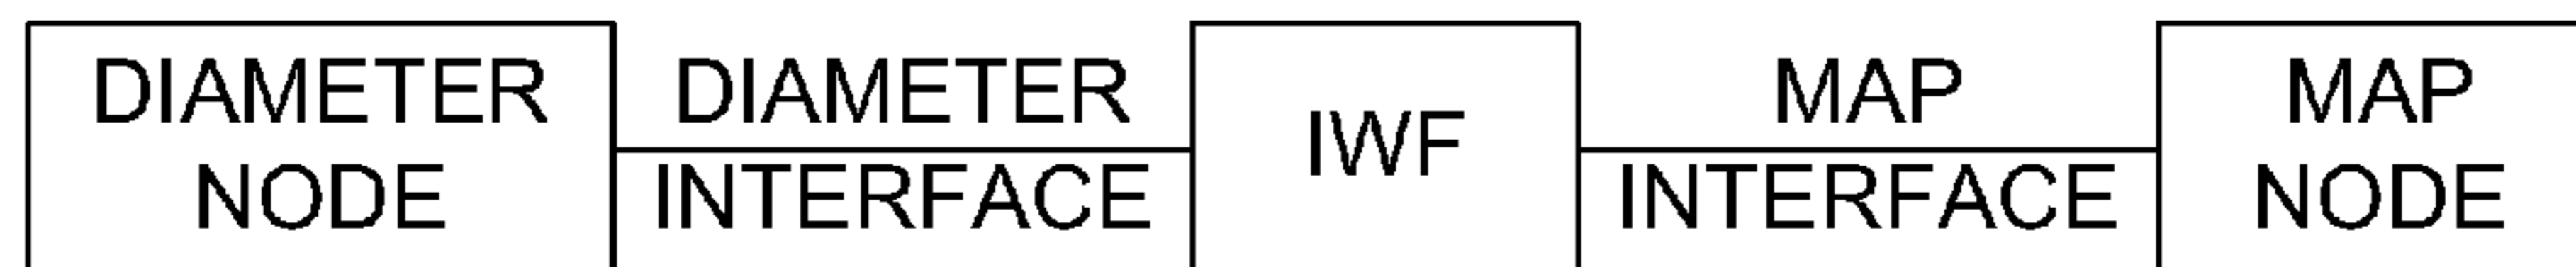 DIAMETER
NODE
DIAMETER
INTERFACE
IWF
MAP
INTERFACE
MAP
NODE